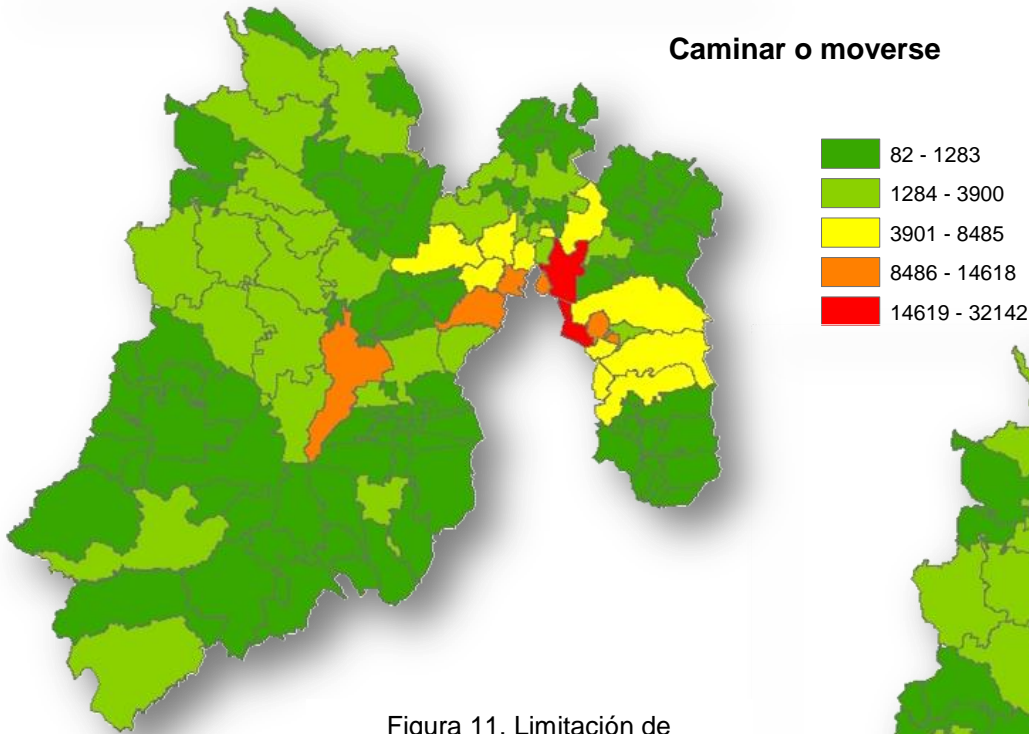 Caminar o moverse
82 - 1283
1284 - 3900
3901 - 8485
8486 - 14618
14619 - 32142
Figura 11. Limitación de